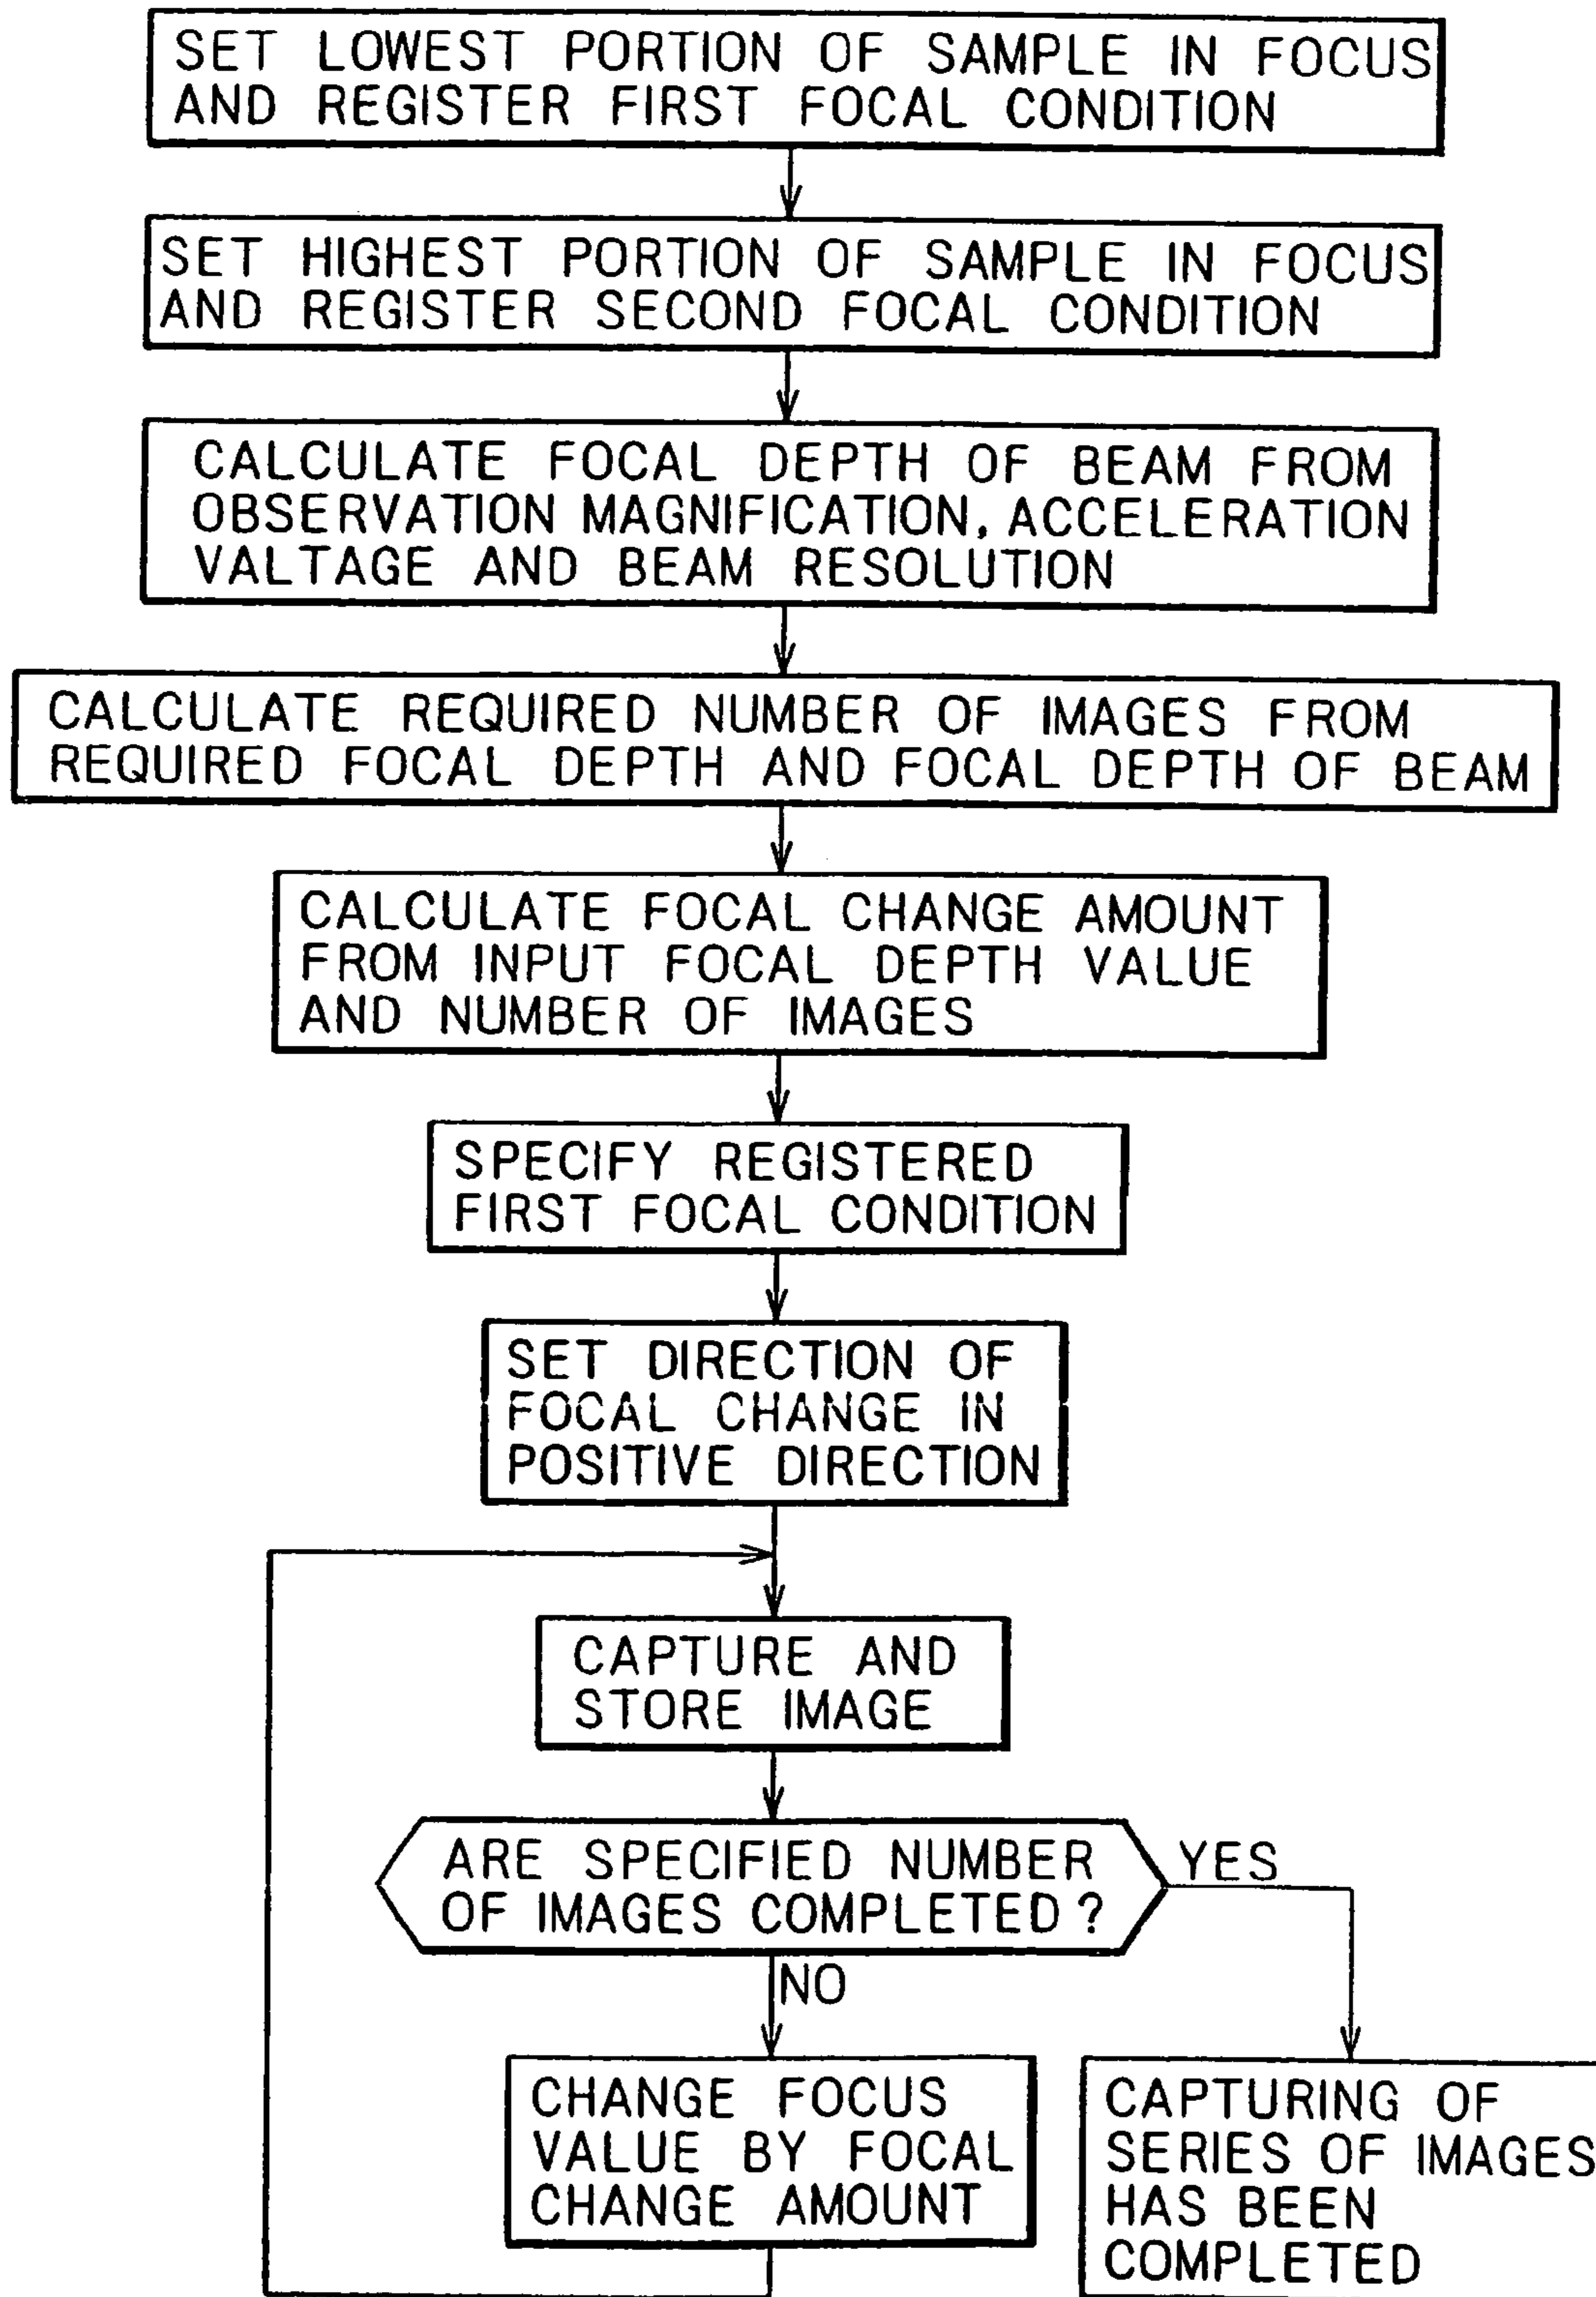 SET LOWEST PORTION OF SAMPLE IN FOCUS
AND REGISTER FIRST FOCAL CONDITION
SET HIGHEST PORTION OF SAMPLE IN FOCUS
AND REGISTER SECOND FOCAL CONDITION
CALCULATE FOCAL DEPTH OF BEAM FROM
OBSERVATION MAGNIFICATION, ACCELERATION
VALTAGE AND BEAM RESOLUTION
CALCULATE REQUIRED NUMBER OF IMAGES FROM
REQUIRED FOCAL DEPTH AND FOCAL DEPTH OF BEAM
CALCULATE FOCAL CHANGE AMOUNT
FROM INPUT FOCAL DEPTH VALUE
AND NUMBER OF IMAGES
SPECIFY REGISTERED
FIRST FOCAL CONDITION
SET DIRECTION OF
FOCAL CHANGE IN
POSITIVE DIRECTION
CAPTURE AND
STORE IMAGE
ARE SPECIFIED NUMBER
OF IMAGES COMPLETED ?
YES
NO
CHANGE FOCUS
VALUE BY FOCAL
CHANGE AMOUNT
CAPTURING OF
SERIES OF IMAGES
HAS BEEN
COMPLETED